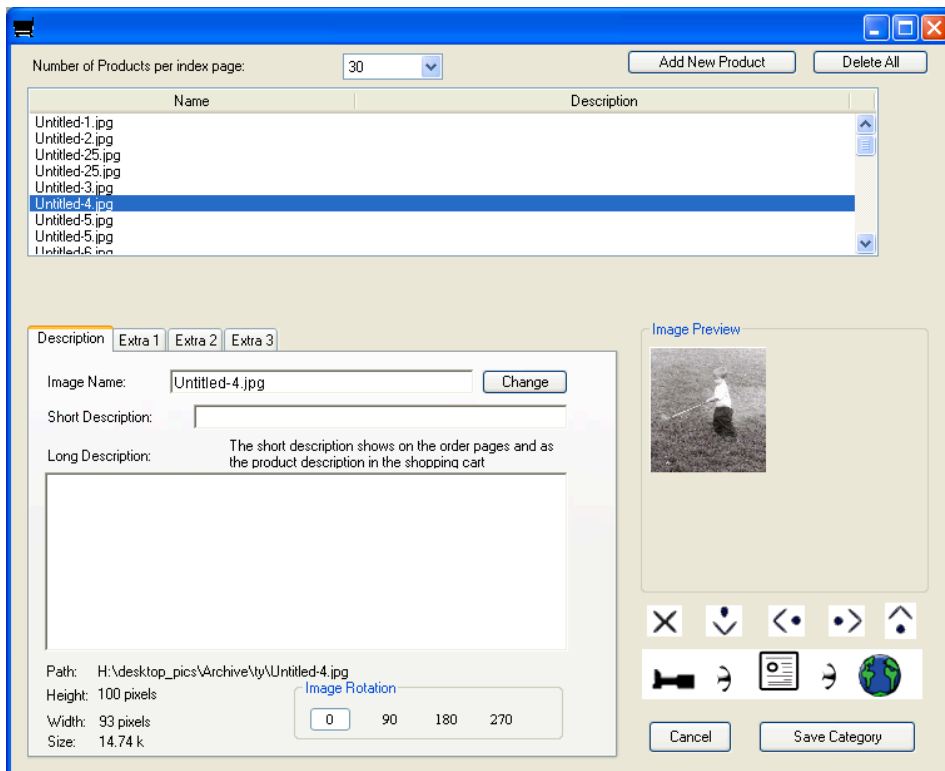 Number of Products per index page: 30 Add New Product Delete All
Name Description
Untitled-1.jpg
Untitled-2.jpg
Untitled-25.jpg
Untitled-25.jpg
Untitled-3.jpg
Untitled-4.jpg
Untitled-5.jpg
Untitled-5.jpg
Untitled-6.jpg
Description Extra 1 Extra 2 Extra 3
Image Name: Untitled-4.jpg Change
Short Description:
Long Description:
The short description shows on the order pages and as
the product description in the shopping cart
Path: H:\desktop_pics\Archive\ty\Untitled-4.jpg
Height: 100 pixels
Width: 93 pixels
Size: 14.74 k
Image Rotation
0 90 180 270
Image Preview
Cancel Save Category